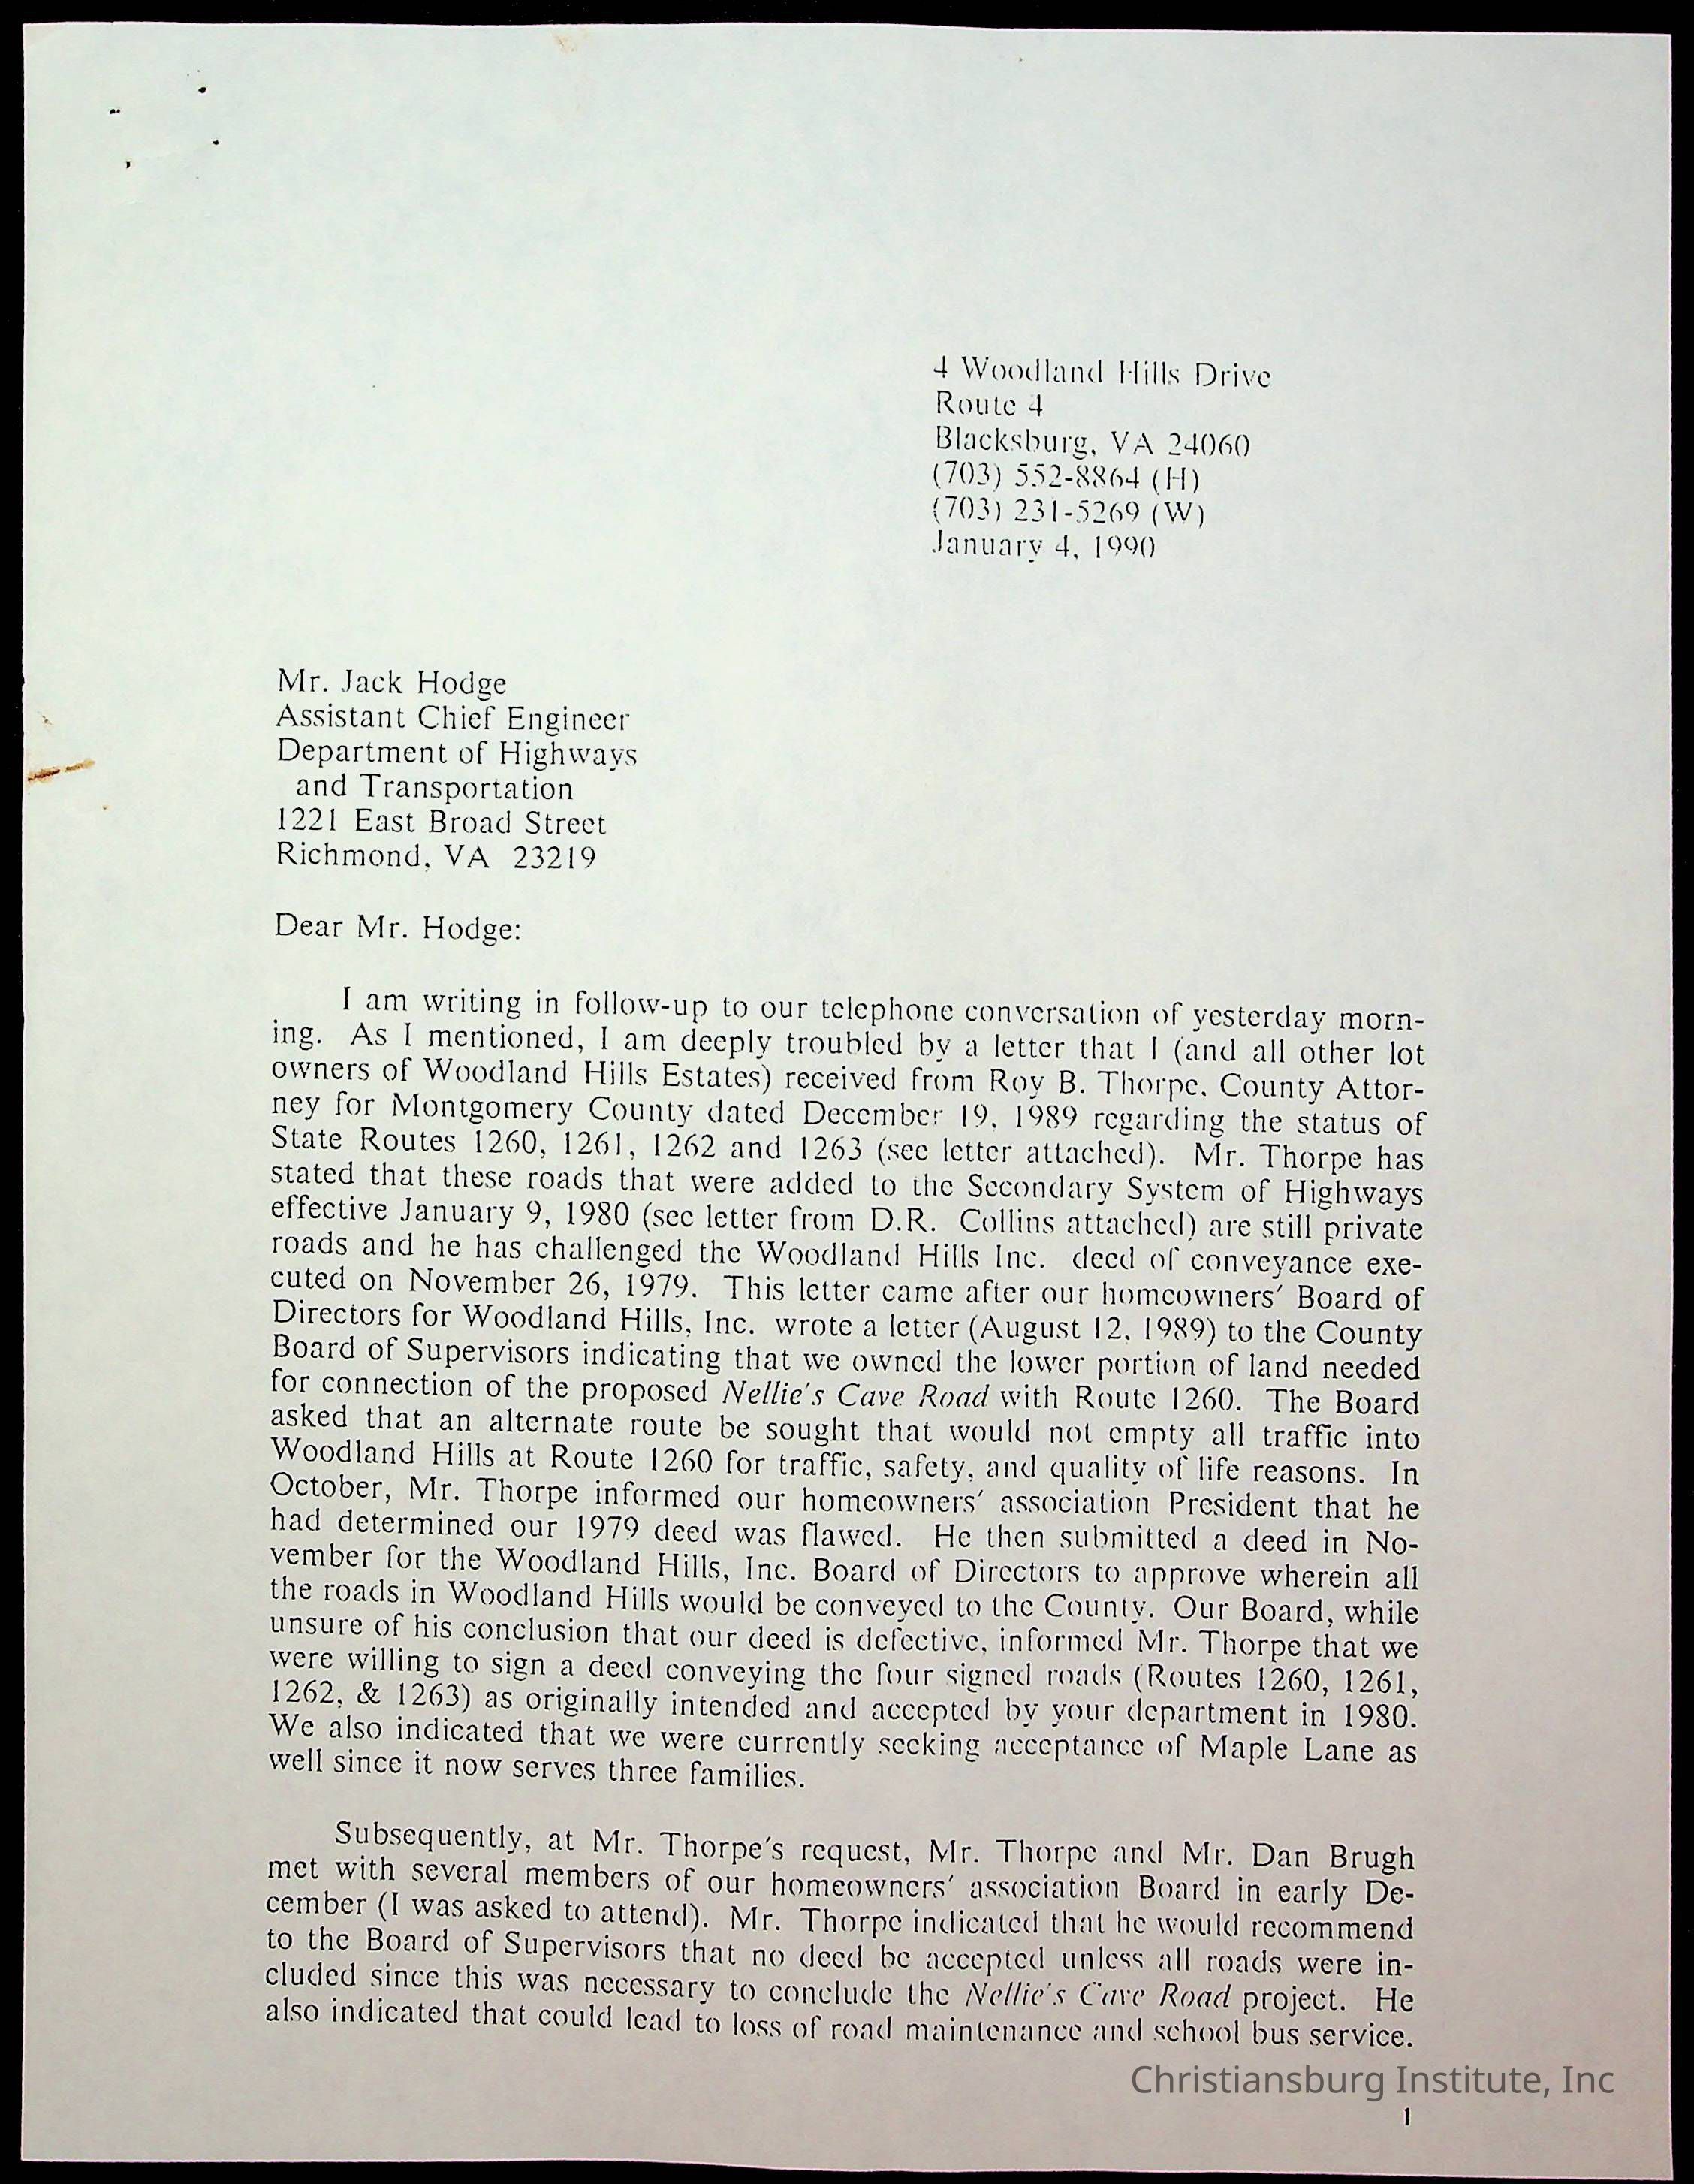 4 Woodland Hills Drive
Route 4
Blacksburg, VA 24060
(703) 552-8864 (H)
(703) 231-5269 (W)
January 4, 1990
Mr. Jack Hodge
Assistant Chief Engineer
Department of Highways
and Transportation
1221 East Broad Street
Richmond, VA 23219
Dear Mr. Hodge:
I am writing in follow-up to our telephone conversation of yesterday morn-
ing. As I mentioned, I am deeply troubled by a letter that I (and all other lot
owners of Woodland Hills Estates) received from Roy B. Thorpe, County Attor-
ney for Montgomery County dated December 19, 1989 regarding the status of
State Routes 1260, 1261, 1262 and 1263 (see letter attached). Mr. Thorpe has
stated that these roads that were added to the Secondary System of Highways
effective January 9, 1980 (see letter from D.R. Collins attached) are still private
roads and he has challenged the Woodland Hills Inc. deed of conveyance exe-
cuted on November 26, 1979. This letter came after our homeowners' Board of
Directors for Woodland Hills, Inc. wrote a letter (August 12, 1989) to the County
Board of Supervisors indicating that we owned the lower portion of land needed
for connection of the proposed Nellie's Cave Road with Route 1260. The Board
asked that an alternate route be sought that would not empty all traffic into
Woodland Hills at Route 1260 for traffic, safety, and quality of life reasons. In
October, Mr. Thorpe informed our homeowners' association President that he
had determined our 1979 deed was flawed. He then submitted a deed in No-
vember for the Woodland Hills, Inc. Board of Directors to approve wherein all
the roads in Woodland Hills would be conveyed to the County. Our Board, while
unsure of his conclusion that our deed is defective, informed Mr. Thorpe that we
were willing to sign a deed conveying the four signed roads (Routes 1260, 1261,
1262, & 1263) as originally intended and accepted by your department in 1980.
We also indicated that we were currently seeking acceptance of Maple Lane as
well since it now serves three families.
Subsequently, at Mr. Thorpe's request, Mr. Thorpe and Mr. Dan Brugh
met with several members of our homeowners' association Board in early De-
cember (I was asked to attend). Mr. Thorpe indicated that he would recommend
to the Board of Supervisors that no deed be accepted unless all roads were in-
cluded since this was necessary to conclude the Nellie's Cave Road project. He
also indicated that could lead to loss of road maintenance and school bus service.
Christiansburg Institute, Inc
1